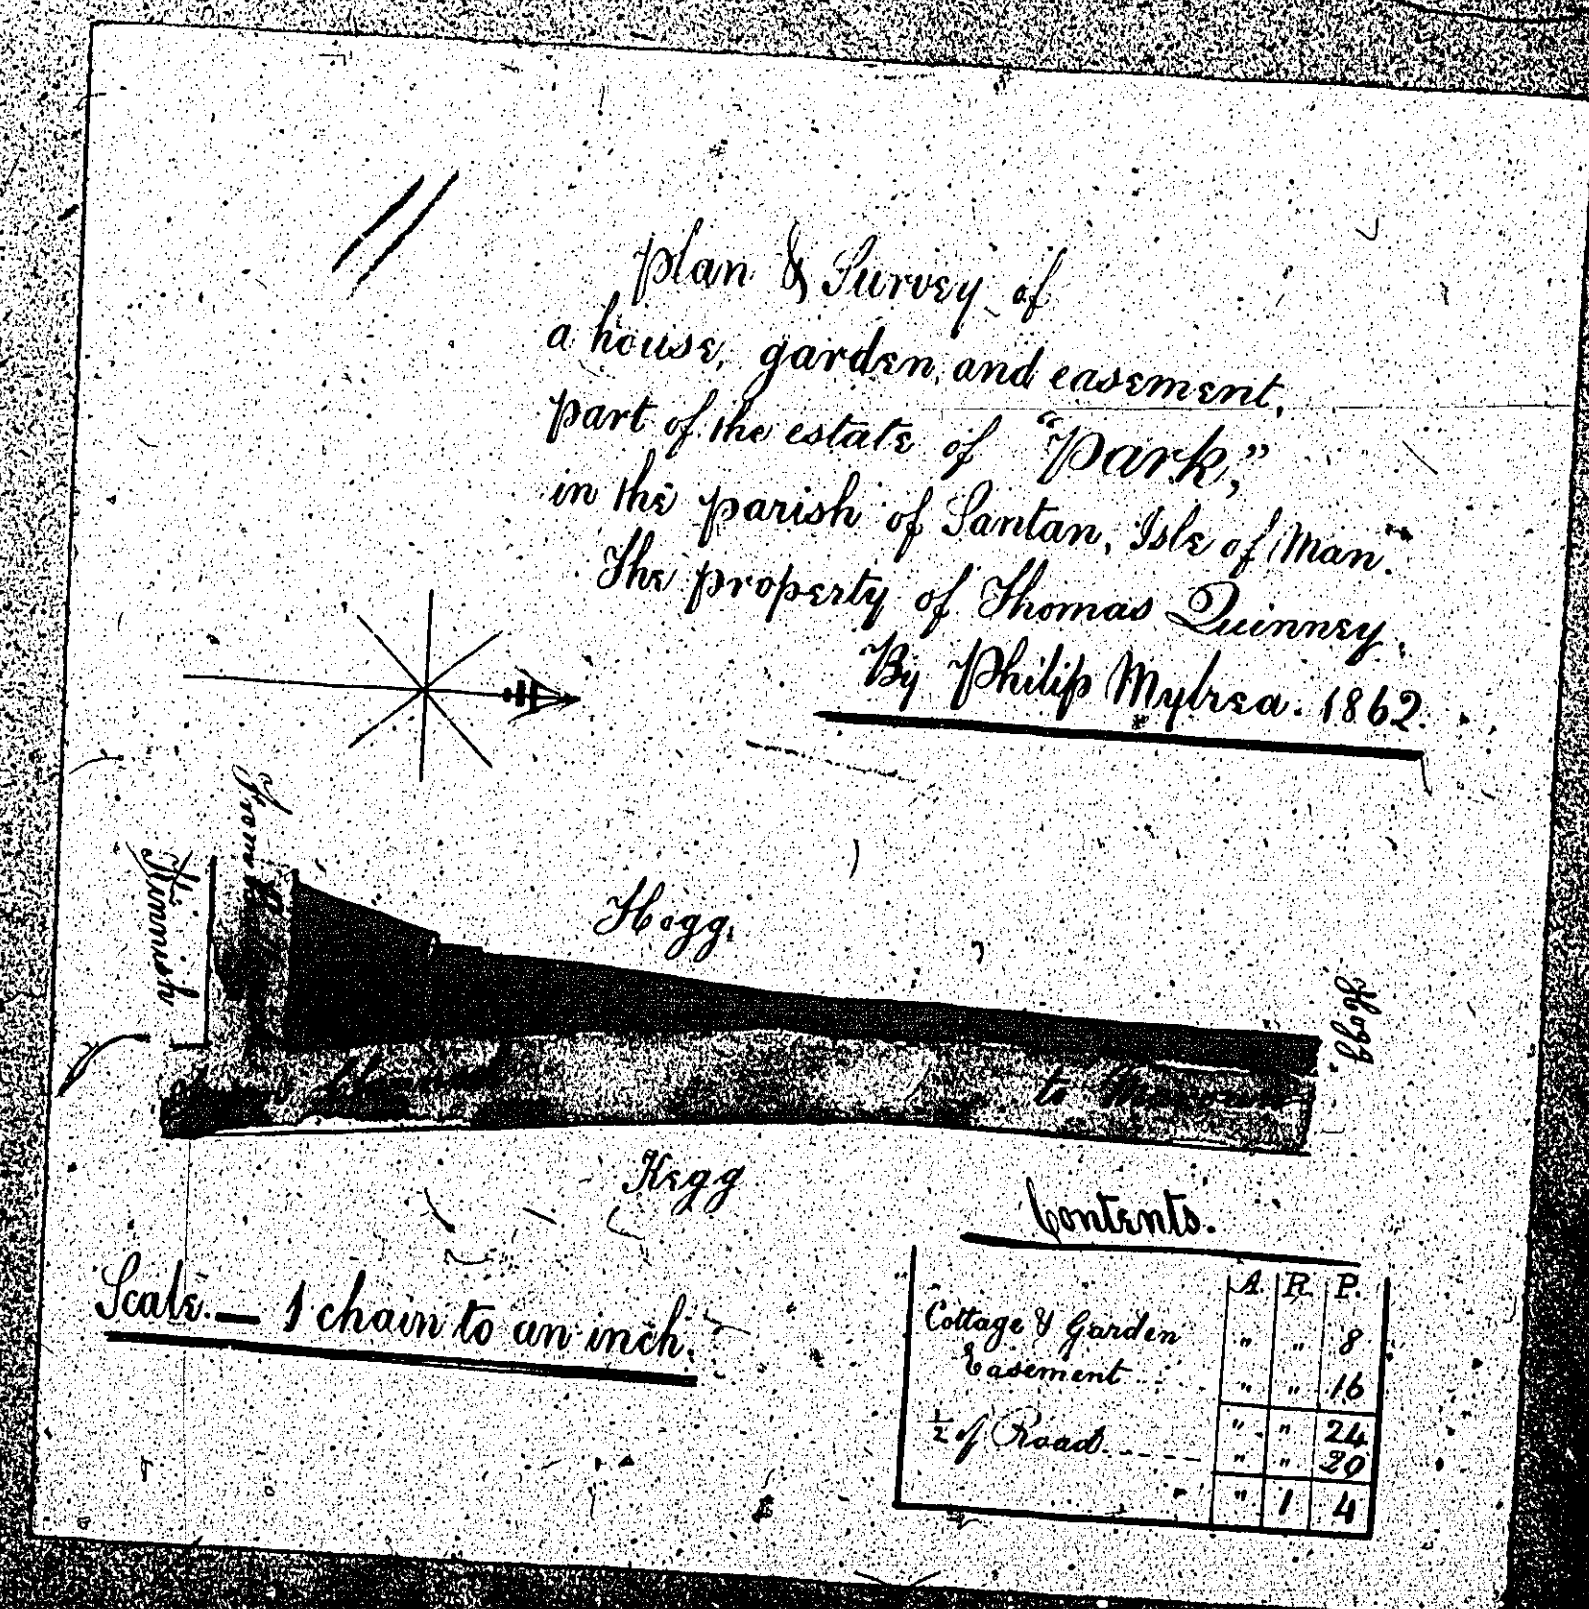 Plan & Survey of
a house, garden, and easement,
part of the estate of "Park,"
in the parish of Santan, Isle of Man.
The property of Thomas Quinney.
By Philip Mylrea. 1862.
Kinnish
Hogg.
Hogg
to
Kegg
Scale. — 1 chain to an inch.
Contents.
A. R. P.
Cottage & Garden " " 8
Easement " " 16
" " 24
½ of Road " " 20
" 1 4